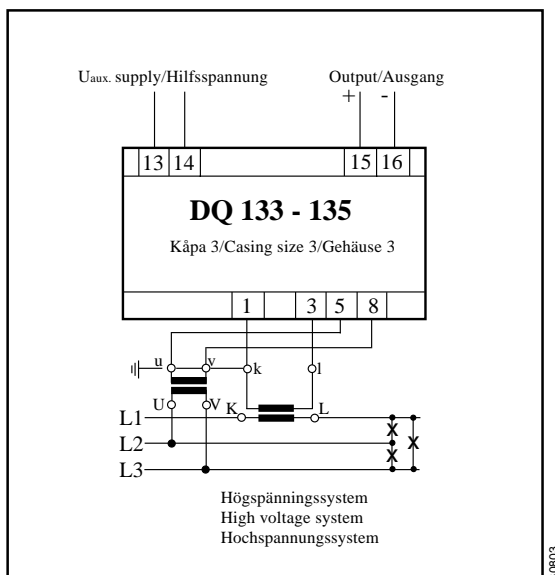 Uaux. supply/Hilfsspannung
Output/Ausgang
+ -
13 14 15 16
DQ 133 - 135
Kåpa 3/Casing size 3/Gehäuse 3
1 3 5 8
u v k l
U V K L
L1
L2
L3
Högspänningssystem
High voltage system
Hochspannungssystem